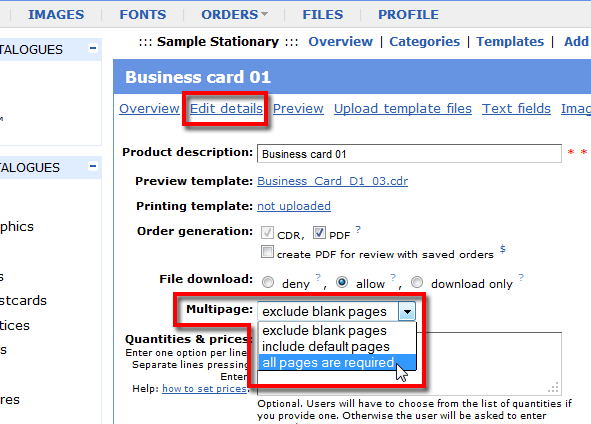 IMAGES | FONTS | ORDERS | FILES | PROFILE
::: Sample Stationary ::: Overview | Categories | Templates | Add
ATALOGUES
Business card 01
Overview Edit details Preview Upload template files Text fields Imag
Product description: Business card 01 * *
Preview template: Business_Card_D1_03.cdr
Printing template: not uploaded
Order generation: CDR, PDF ?
create PDF for review with saved orders $
File download: deny ?, allow ?, download only ?
Multipage: exclude blank pages
exclude blank pages
include default pages
all pages are required
Quantities & prices:
Enter one option per line
Separate lines pressing
Enter
Help: how to set prices.
Optional. Users will have to choose from the list of quantities if
you provide one. Otherwise the user will be asked to enter
ATALOGUES
phics
s
stcards
tices
s
ures